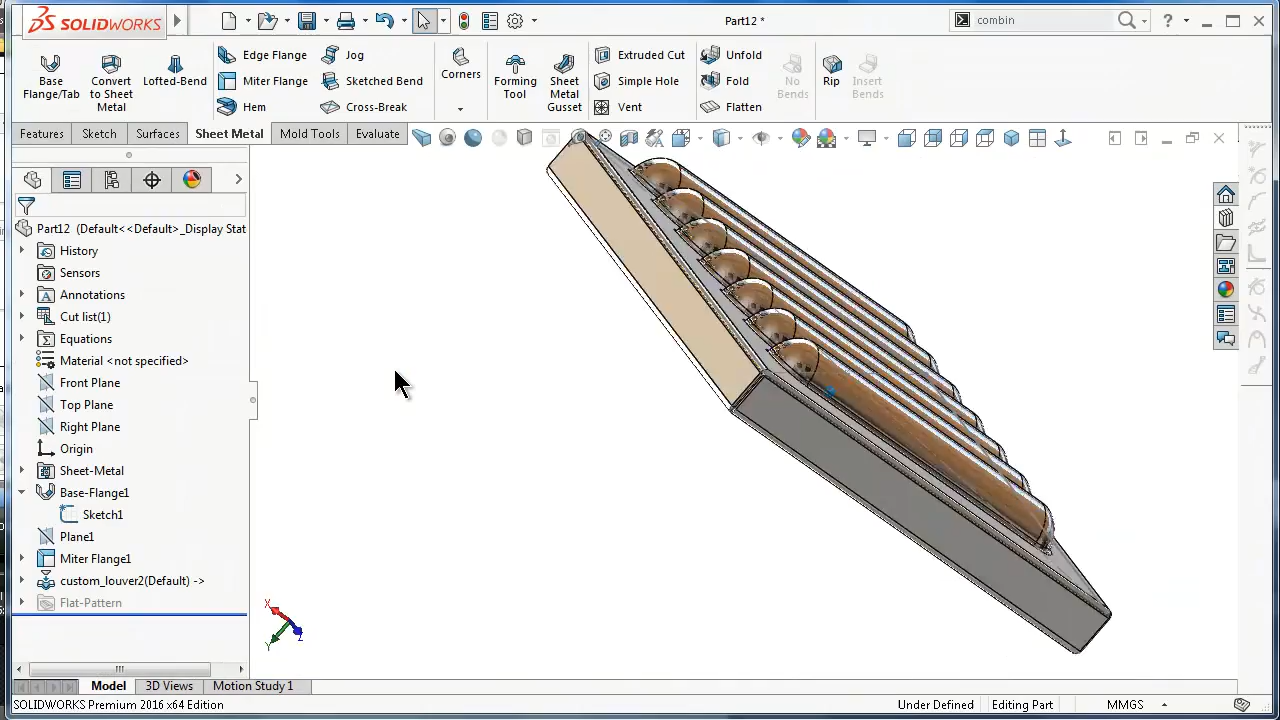 SOLIDWORKS
Part12 *
combin
?
Base Flange/Tab
Convert to Sheet Metal
Lofted-Bend
Edge Flange
Miter Flange
Hem
Jog
Sketched Bend
Cross-Break
Corners
Forming Tool
Sheet Metal Gusset
Extruded Cut
Simple Hole
Vent
Unfold
Fold
Flatten
No Bends
Rip
Insert Bends
Features
Sketch
Surfaces
Sheet Metal
Mold Tools
Evaluate
Part12 (Default<<Default>_Display Stat
History
Sensors
Annotations
Cut list(1)
Equations
Material <not specified>
Front Plane
Top Plane
Right Plane
Origin
Sheet-Metal
Base-Flange1
Sketch1
Plane1
Miter Flange1
custom_louver2(Default) ->
Flat-Pattern
X
Y
Z
Model
3D Views
Motion Study 1
SOLIDWORKS Premium 2016 x64 Edition
Under Defined
Editing Part
MMGS